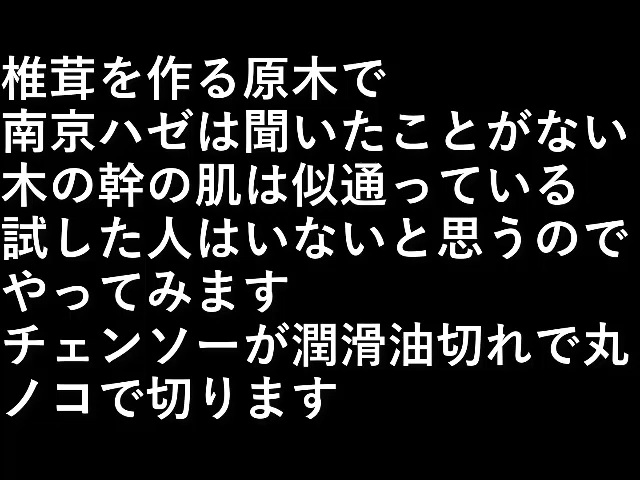 椎茸を作る原木で
南京ハゼは聞いたことがない
木の幹の肌は似通っている
試した人はいないと思うので
やってみます
チェンソーが潤滑油切れで丸
ノコで切ります